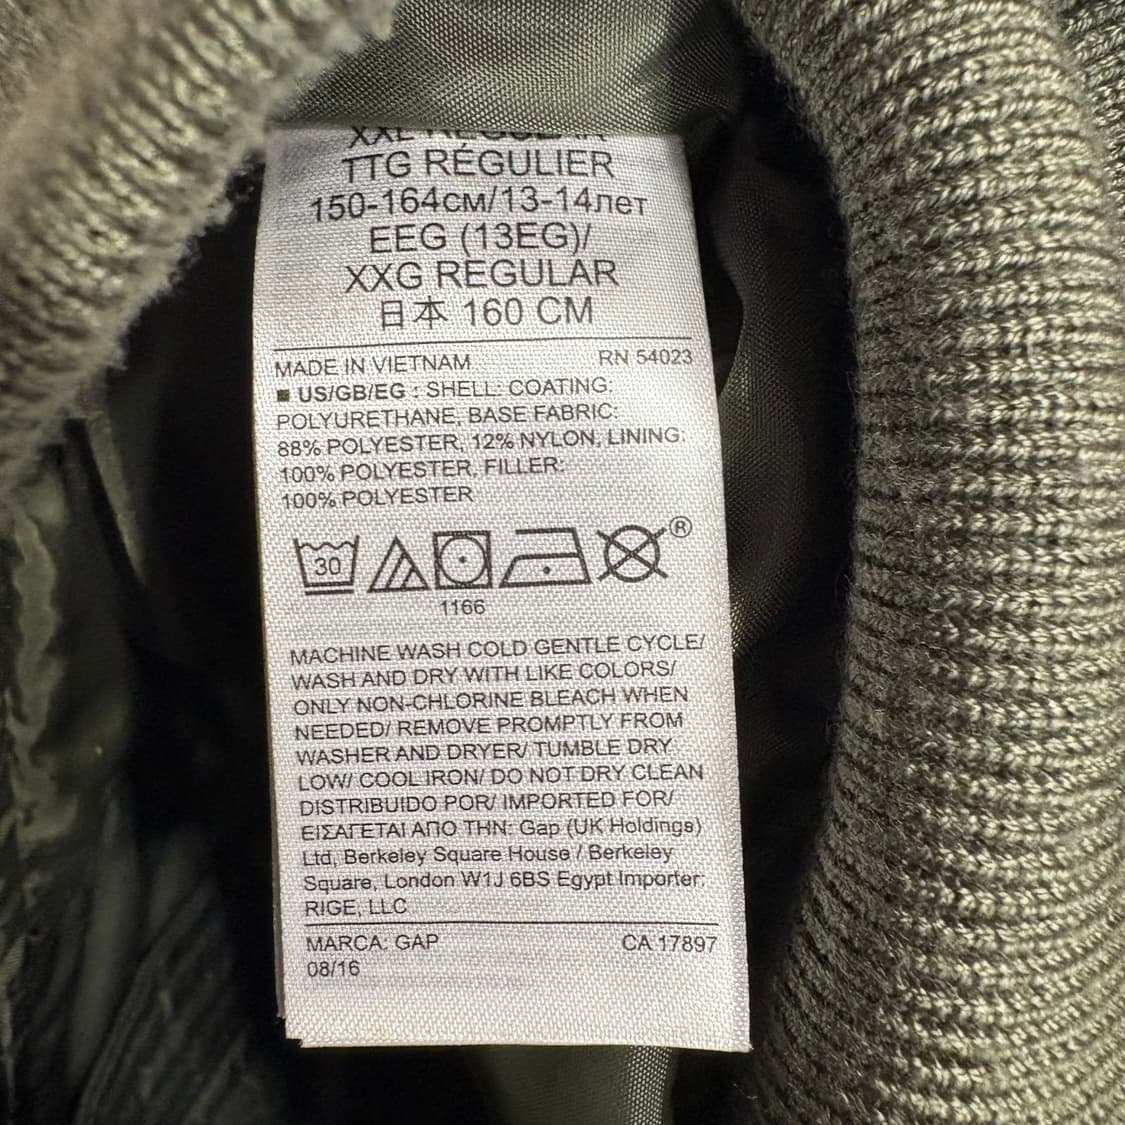 XXL REGULAR
TTG RÉGULIER
150-164см/13-14лет
EEG (13EG)/
XXG REGULAR
日本 160 CM
MADE IN VIETNAM RN 54023
■ US/GB/EG : SHELL: COATING:
POLYURETHANE, BASE FABRIC:
88% POLYESTER, 12% NYLON, LINING:
100% POLYESTER, FILLER:
100% POLYESTER
30 ®
1166
MACHINE WASH COLD GENTLE CYCLE/
WASH AND DRY WITH LIKE COLORS/
ONLY NON-CHLORINE BLEACH WHEN
NEEDED/ REMOVE PROMPTLY FROM
WASHER AND DRYER/ TUMBLE DRY
LOW/ COOL IRON/ DO NOT DRY CLEAN
DISTRIBUIDO POR/ IMPORTED FOR/
ΕΙΣΑΓΕΤΑΙ ΑΠΟ ΤΗΝ: Gap (UK Holdings)
Ltd, Berkeley Square House / Berkeley
Square, London W1J 6BS Egypt Importer:
RIGE, LLC
MARCA: GAP CA 17897
08/16